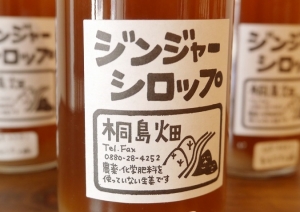 ジンジャー
シロップ
桐島畑
Tel.Fax
0880-28-4252
農薬・化学肥料を
使っていない生姜です